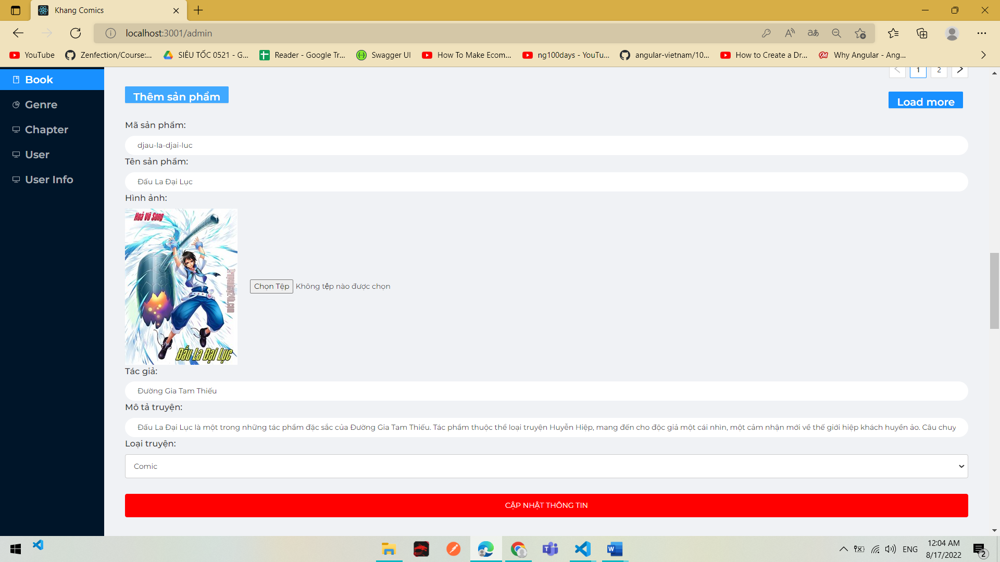 Khang Comics
localhost:3001/admin
YouTube
Zenfection/Course:...
SIÊU TỐC 0521 - G...
Reader - Google Tr...
Swagger UI
How To Make Ecom...
ng100days - YouTu...
angular-vietnam/10...
How to Create a Dr...
Why Angular - Ang...
Book
Genre
Chapter
User
User Info
1
2
Thêm sản phẩm
Load more
Mã sản phẩm:
djau-la-djai-luc
Tên sản phẩm:
Đấu La Đại Lục
Hình ảnh:
Hoả Vô Song
Đấu La Đại Lục
Chọn Tệp Không tệp nào được chọn
Tác giả:
Đường Gia Tam Thiếu
Mô tả truyện:
Đấu La Đại Lục là một trong những tác phẩm đặc sắc của Đường Gia Tam Thiếu. Tác phẩm thuộc thể loại truyện Huyễn Hiệp, mang đến cho độc giả một cái nhìn, một cảm nhận mới về thế giới hiệp khách huyền ảo. Câu chuy
Loại truyện:
Comic
CẬP NHẬT THÔNG TIN
ENG
12:04 AM
8/17/2022
2